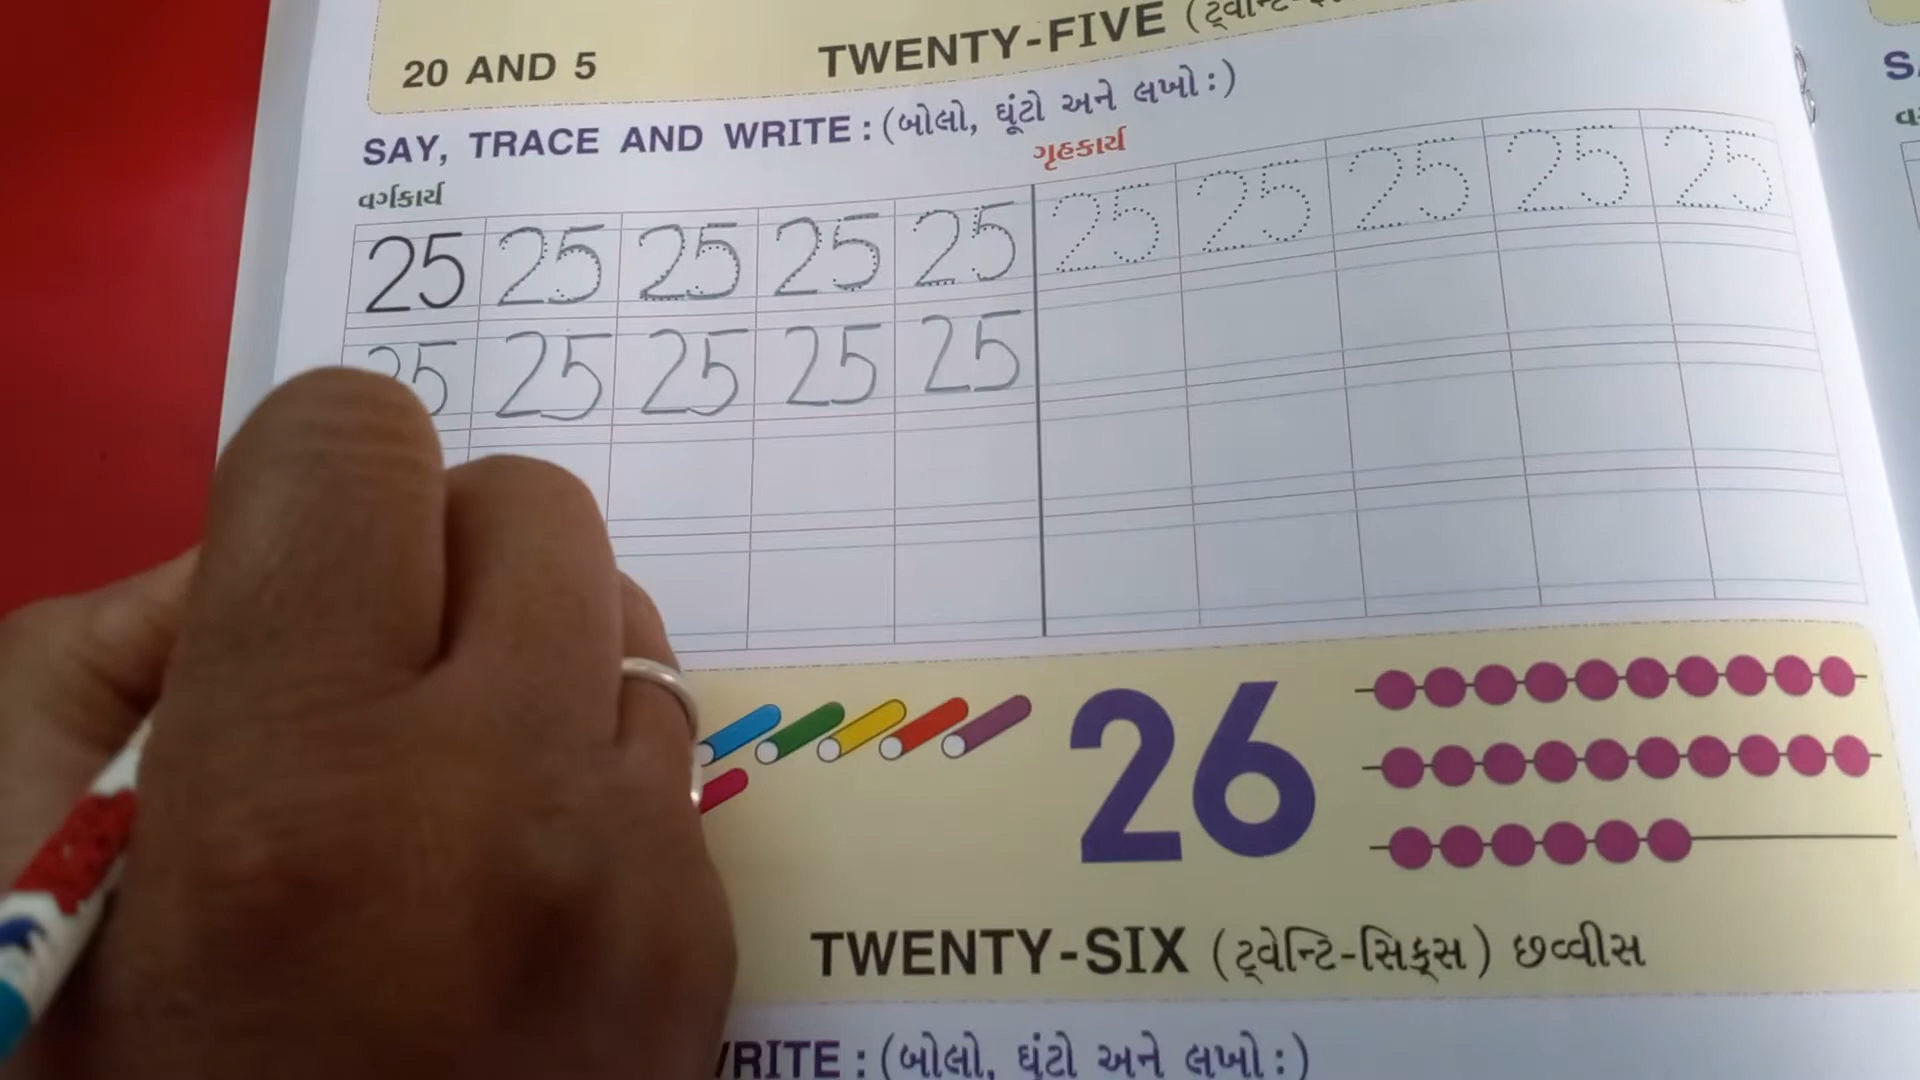 20 AND 5 TWENTY-FIVE
SAY, TRACE AND WRITE : (બોલો, ઘૂંટો અને લખો :)
વર્ગકાર્ય ગૃહકાર્ય
25 25 25 25 25 25 25 25 25 25
25 25 25 25 25
26
TWENTY-SIX (ટ્વેન્ટિ-સિક્સ) છવ્વીસ
WRITE : (બોલો, ઘૂંટો અને લખો :)